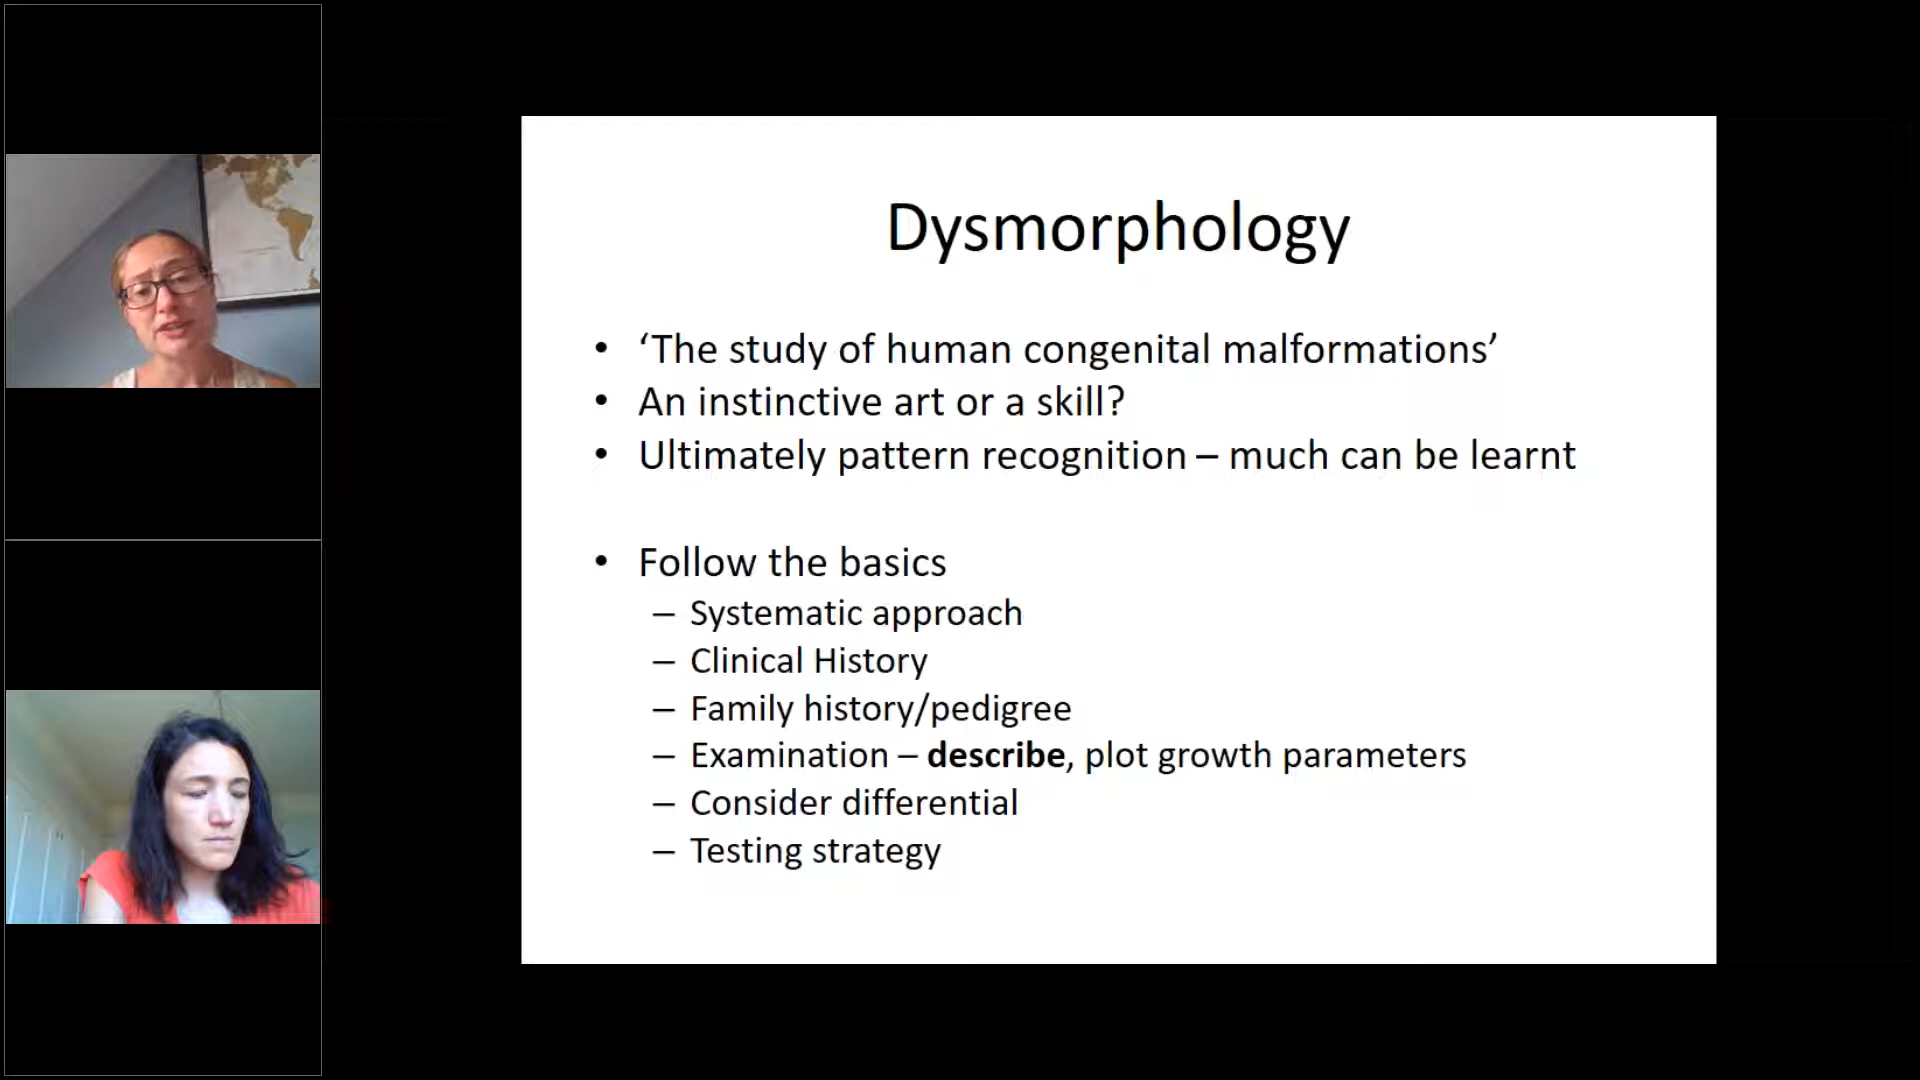 Dysmorphology
• ‘The study of human congenital malformations’
• An instinctive art or a skill?
• Ultimately pattern recognition – much can be learnt
• Follow the basics
– Systematic approach
– Clinical History
– Family history/pedigree
– Examination – describe, plot growth parameters
– Consider differential
– Testing strategy